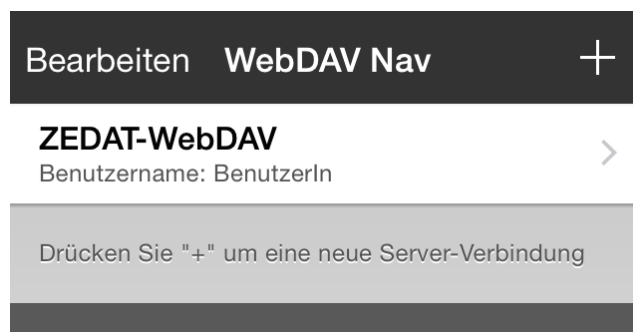 Bearbeiten WebDAV Nav +
ZEDAT-WebDAV
Benutzername: BenutzerIn
Drücken Sie "+" um eine neue Server-Verbindung